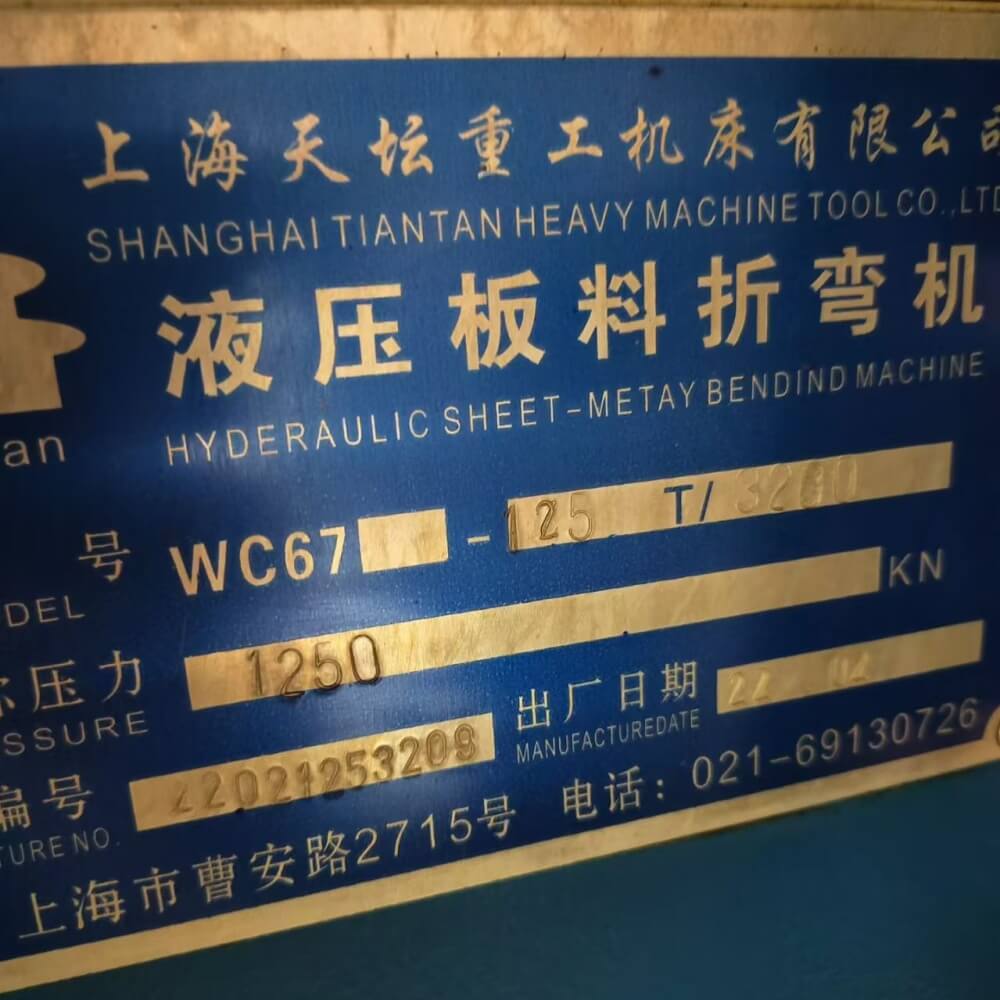 上海天坛重工机床有限公司
SHANGHAI TIANTAN HEAVY MACHINE TOOL CO.,LTD
液压板料折弯机
an
HYDERAULIC SHEET-METAY BENDIND MACHINE
号 WC67 -125 T/ 3200
DEL
压力 1250 KN
SSURE
出厂日期 22 02
MANUFACTUREDATE
编号 22021253209
TURE NO.
上海市曹安路2715号 电话：021-69130726